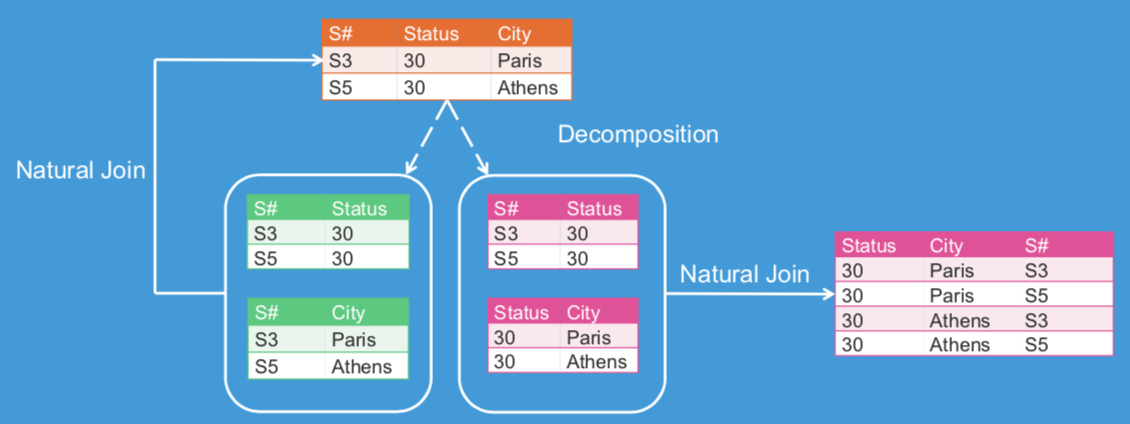 S# Status City
S3 30 Paris
S5 30 Athens
Decomposition
Natural Join
S# Status
S3 30
S5 30
S# City
S3 Paris
S5 Athens
S# Status
S3 30
S5 30
Status City
30 Paris
30 Athens
Natural Join
Status City S#
30 Paris S3
30 Paris S5
30 Athens S3
30 Athens S5